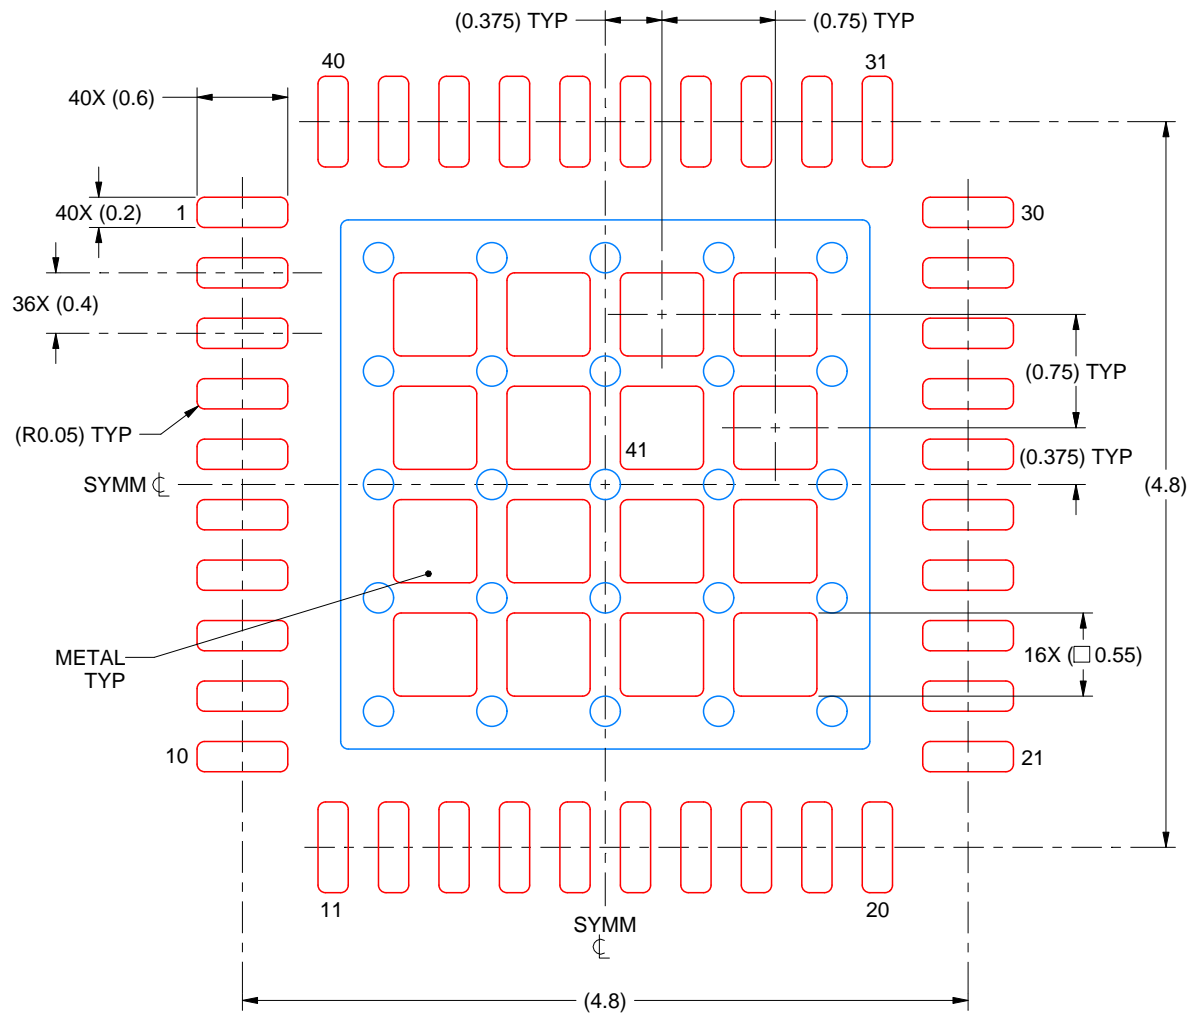 (0.375) TYP
(0.75) TYP
40
31
40X (0.6)
40X (0.2)
1
30
36X (0.4)
(0.75) TYP
(R0.05) TYP
41
(0.375) TYP
SYMM ℄
(4.8)
METAL
TYP
16X (□ 0.55)
10
21
11
20
SYMM
℄
(4.8)